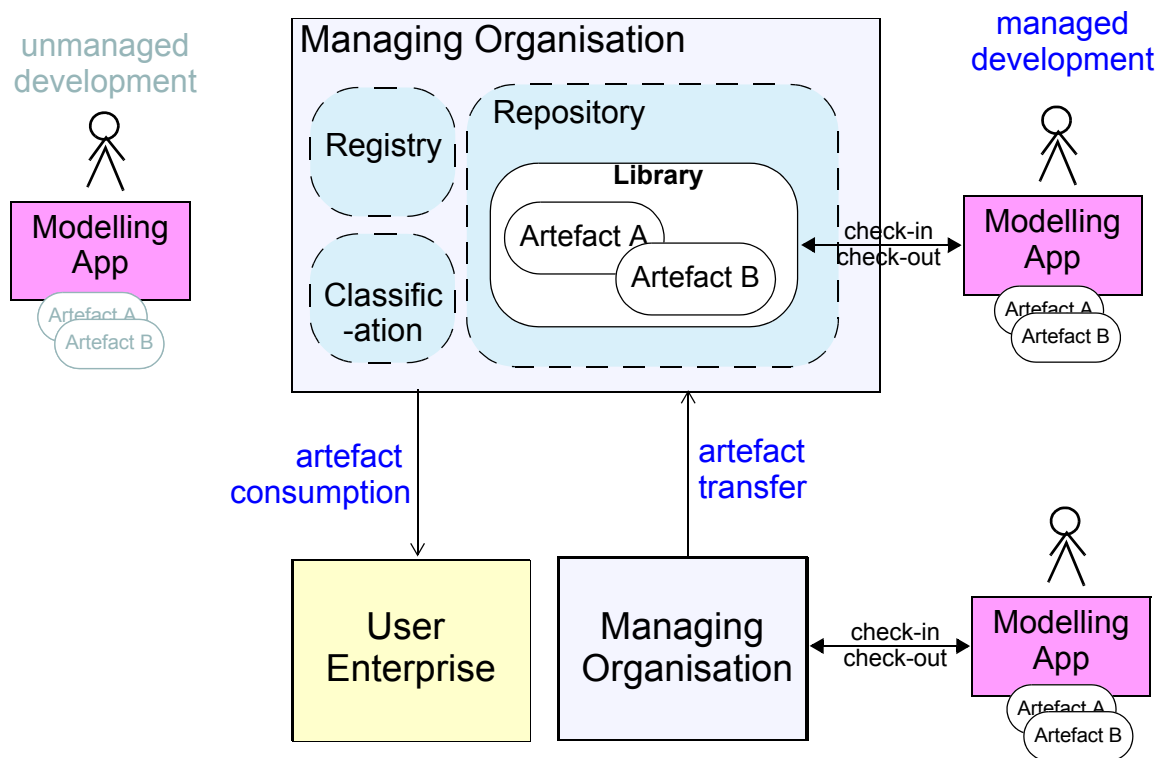 unmanaged
development
Modelling
App
Artefact A
Artefact B
Managing Organisation
Registry
Classific
-ation
Repository
Library
Artefact A
Artefact B
check-in
check-out
managed
development
Modelling
App
Artefact A
Artefact B
artefact
consumption
artefact
transfer
User
Enterprise
Managing
Organisation
check-in
check-out
Modelling
App
Artefact A
Artefact B